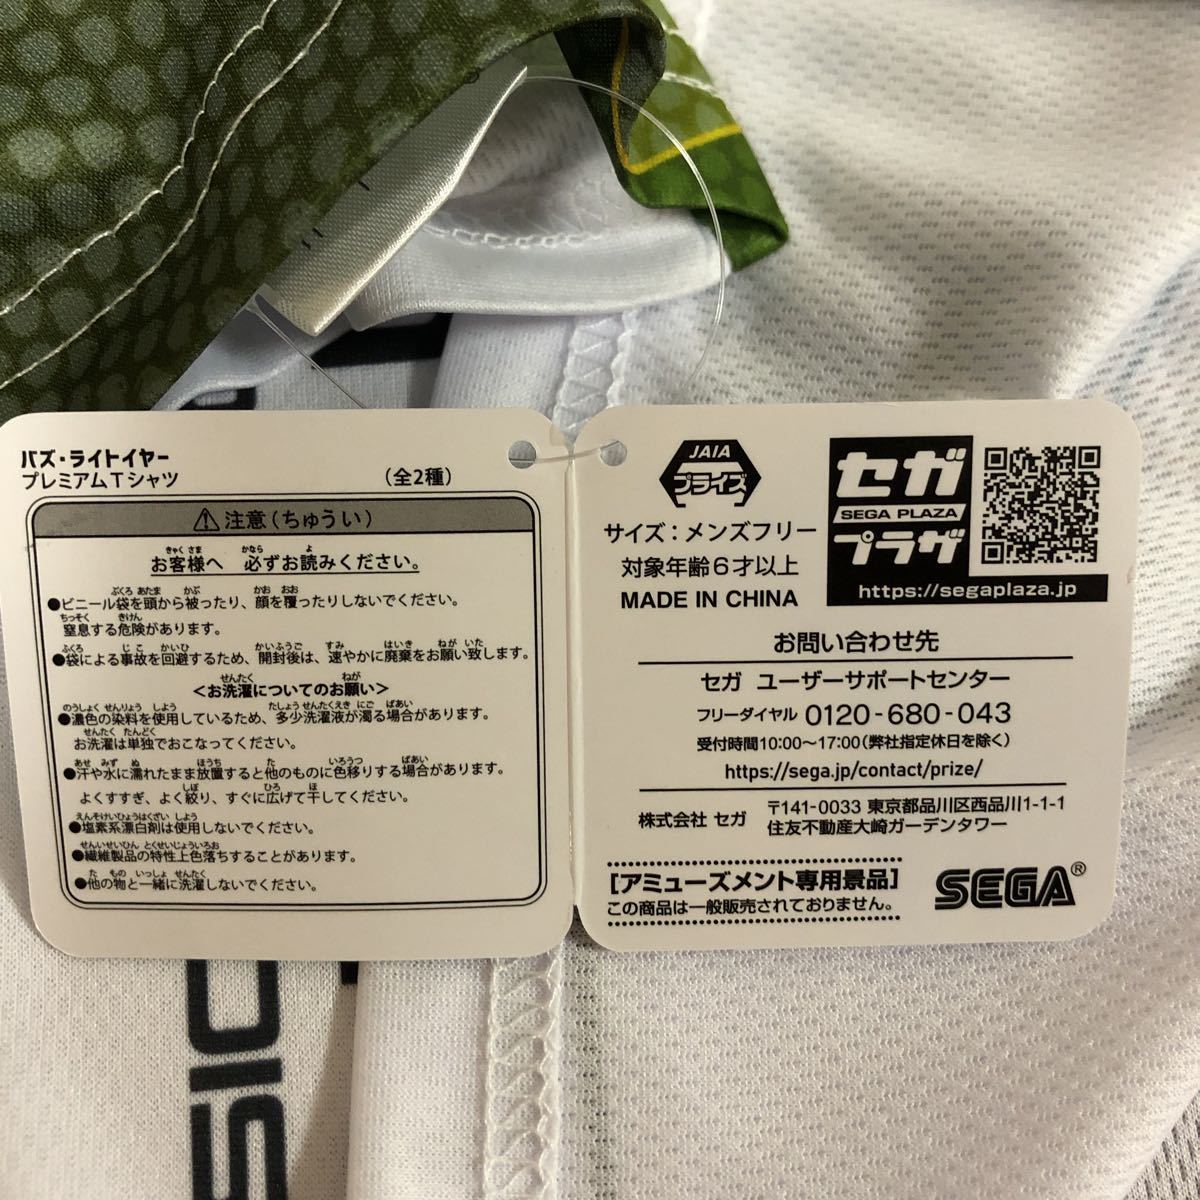 バズ・ライトイヤー
プレミアムTシャツ
(全2種)
注意(ちゅうい)
お客様へ 必ずお読みください。
●ビニール袋を頭から被ったり、顔を覆ったりしないでください。
窒息する危険があります。
●袋による事故を回避するため、開封後は、速やかに廃棄をお願い致します。
<お洗濯についてのお願い>
●濃色の染料を使用しているため、多少洗濯液が濁る場合があります。
お洗濯は単独でおこなってください。
●汗や水に濡れたまま放置すると他のものに色移りする場合があります。
よくすすぎ、よく絞り、すぐに広げて干してください。
●塩素系漂白剤は使用しないでください。
●繊維製品の特性上色落ちすることがあります。
●他の物と一緒に洗濯しないでください。
JAIA
プライズ
サイズ:メンズフリー
対象年齢6才以上
MADE IN CHINA
セガ
SEGA PLAZA
プラザ
https://segaplaza.jp
お問い合わせ先
セガ ユーザーサポートセンター
フリーダイヤル 0120-680-043
受付時間10:00～17:00(弊社指定休日を除く)
https://sega.jp/contact/prize/
株式会社 セガ
〒141-0033 東京都品川区西品川1-1-1
住友不動産大崎ガーデンタワー
[アミューズメント専用景品]
この商品は一般販売されておりません。
SEGA®